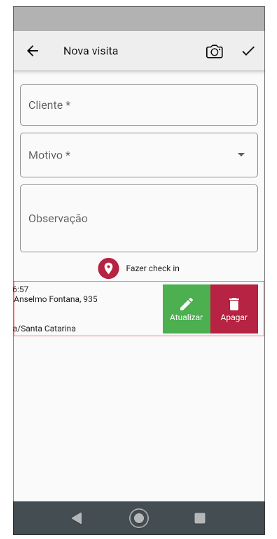 Nova visita
Cliente *
Motivo *
Observação
Fazer check in
6:57
Anselmo Fontana, 935
a/Santa Catarina
Atualizar
Apagar